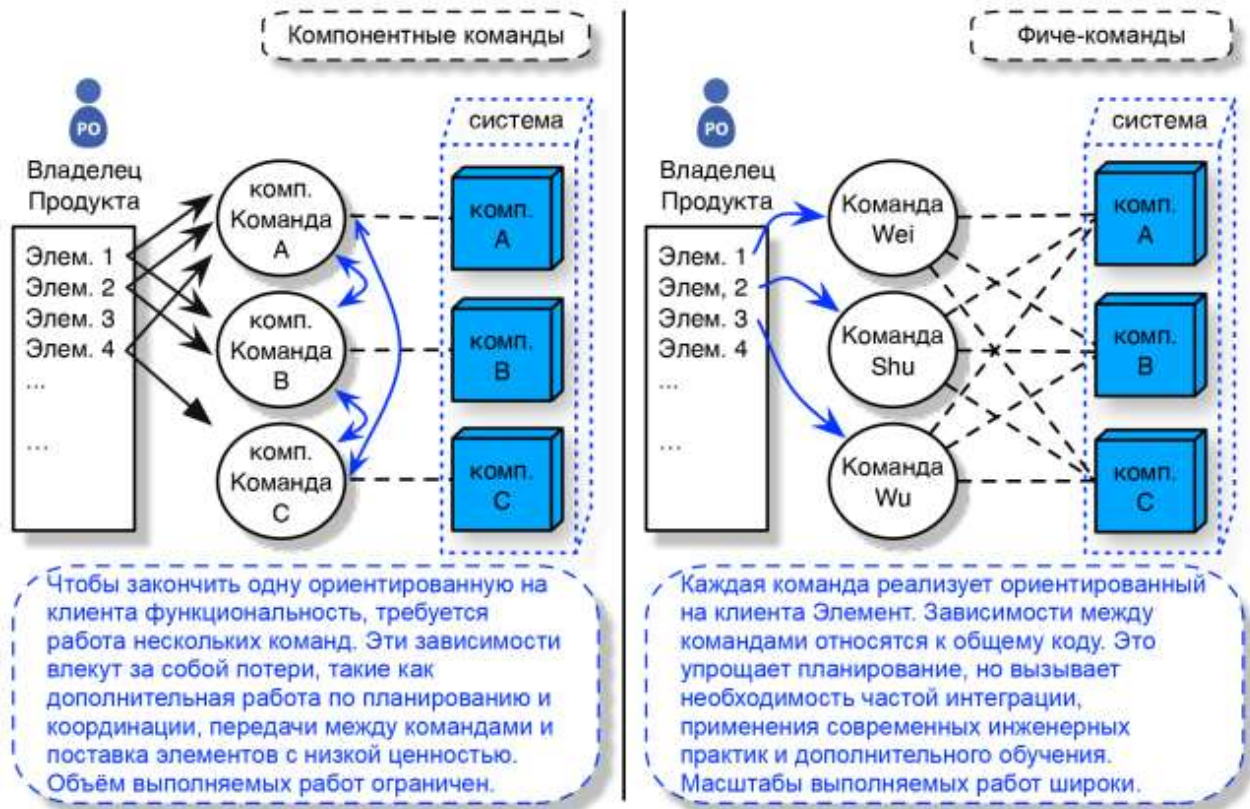 Компонентные команды
PO
Владелец
Продукта
Элем. 1
Элем. 2
Элем. 3
Элем. 4
...
...
комп.
Команда
A
комп.
Команда
B
комп.
Команда
C
система
комп.
A
комп.
B
комп.
C
Чтобы закончить одну ориентированную на
клиента функциональность, требуется
работа нескольких команд. Эти зависимости
влекут за собой потери, такие как
дополнительная работа по планированию и
координации, передачи между командами и
поставка элементов с низкой ценностью.
Объём выполняемых работ ограничен.
Фиче-команды
PO
Владелец
Продукта
Элем. 1
Элем, 2
Элем. 3
Элем. 4
...
...
Команда
Wei
Команда
Shu
Команда
Wu
система
комп.
A
комп.
B
комп.
C
Каждая команда реализует ориентированный
на клиента Элемент. Зависимости между
командами относятся к общему коду. Это
упрощает планирование, но вызывает
необходимость частой интеграции,
применения современных инженерных
практик и дополнительного обучения.
Масштабы выполняемых работ широки.